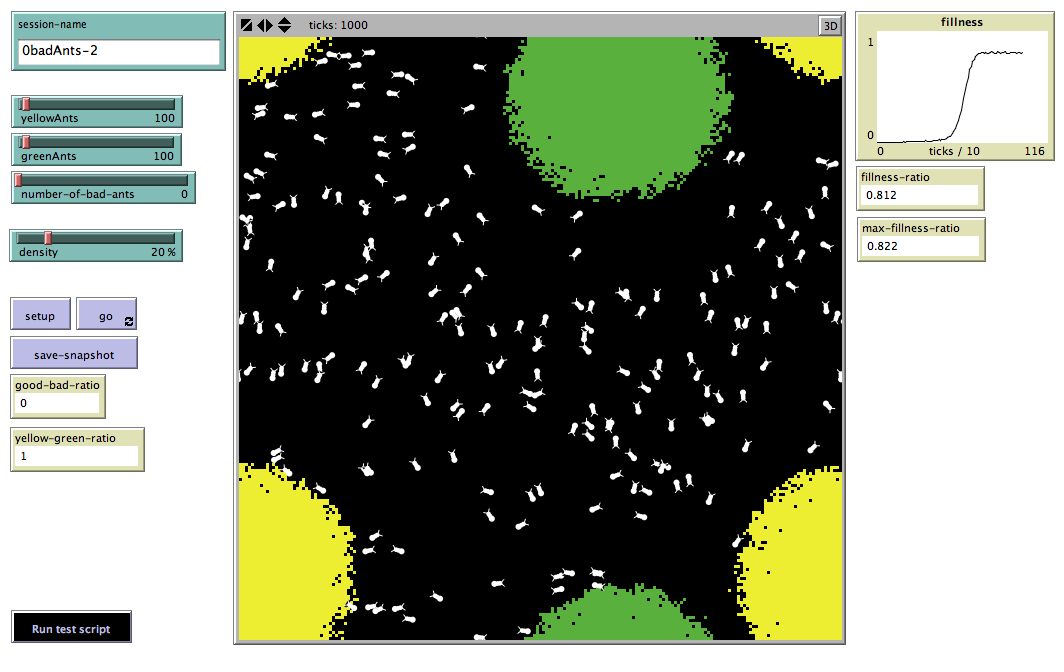 session-name
0badAnts-2
yellowAnts 100
greenAnts 100
number-of-bad-ants 0
density 20 %
setup
go
save-snapshot
good-bad-ratio
0
yellow-green-ratio
1
Run test script
ticks: 1000
3D
fillness
1
0
0 ticks / 10 116
fillness-ratio
0.812
max-fillness-ratio
0.822